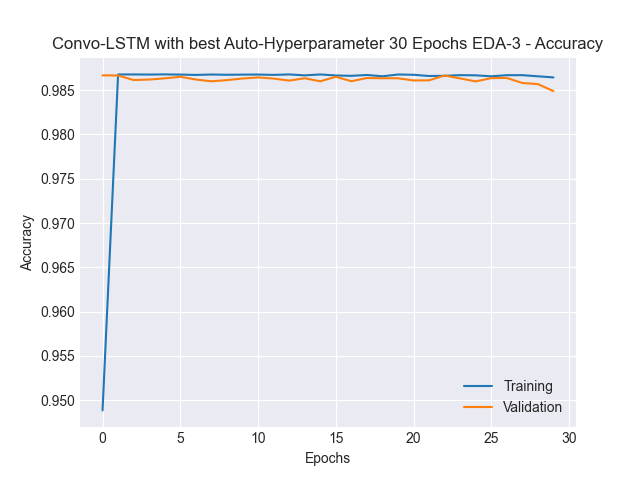 Convo-LSTM with best Auto-Hyperparameter 30 Epochs EDA-3 - Accuracy
0.985
0.980
0.975
0.970
0.965
0.960
0.955
0.950
Accuracy
Training
Validation
0 5 10 15 20 25 30
Epochs